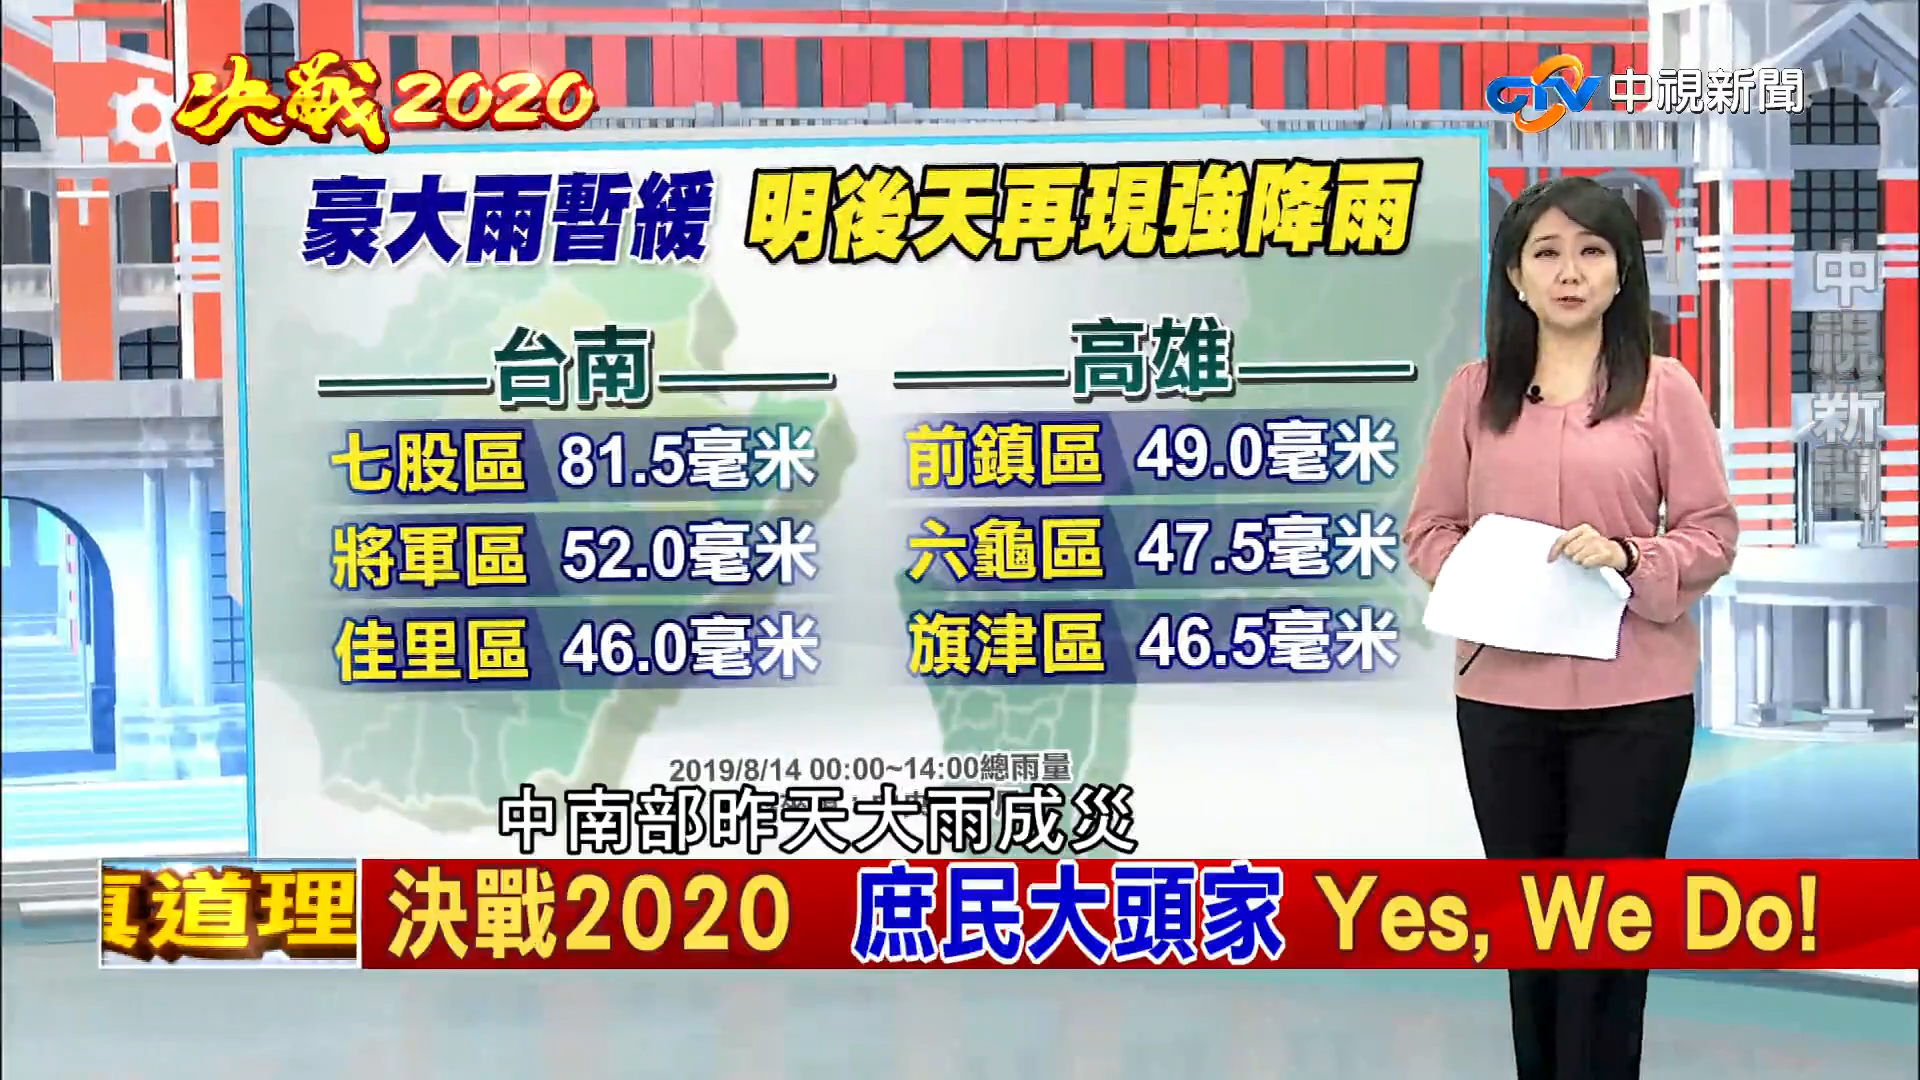 決戰2020
CTV 中視新聞
豪大雨暫緩 明後天再現強降雨
台南
七股區 81.5毫米
將軍區 52.0毫米
佳里區 46.0毫米
高雄
前鎮區 49.0毫米
六龜區 47.5毫米
旗津區 46.5毫米
中視新聞
2019/8/14 00:00~14:00總雨量
中南部昨天大雨成災
真道理
決戰2020 庶民大頭家 Yes, We Do!